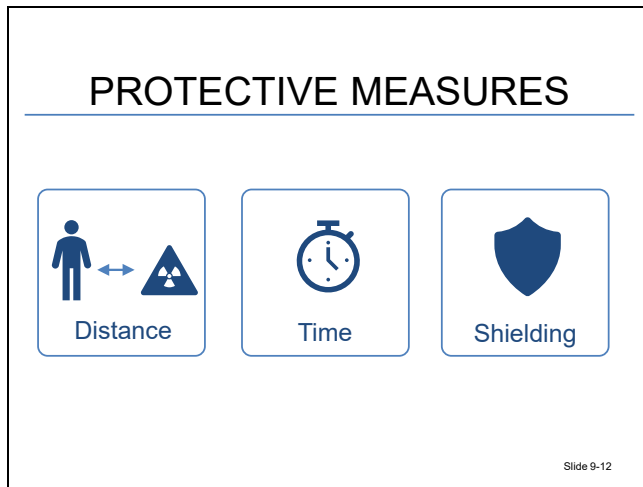 PROTECTIVE MEASURES
Distance
Time
Shielding
Slide 9-12